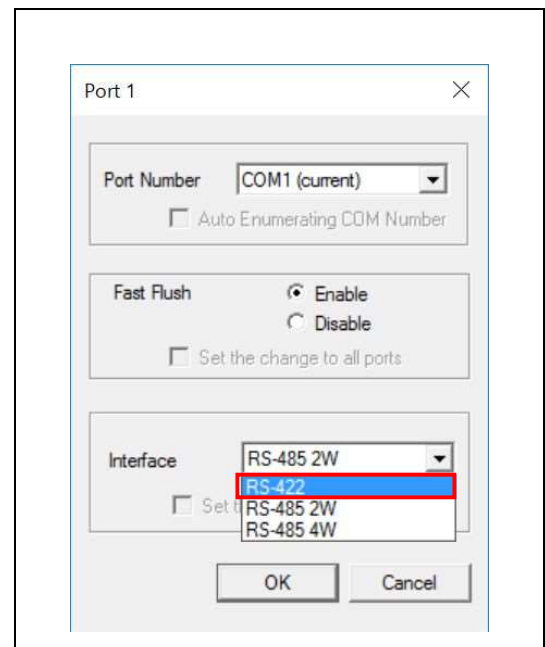 Port 1
Port Number COM1 (current)
Auto Enumerating COM Number
Fast Flush Enable
Disable
Set the change to all ports
Interface RS-485 2W
RS-422
Set t RS-485 2W
RS-485 4W
OK Cancel